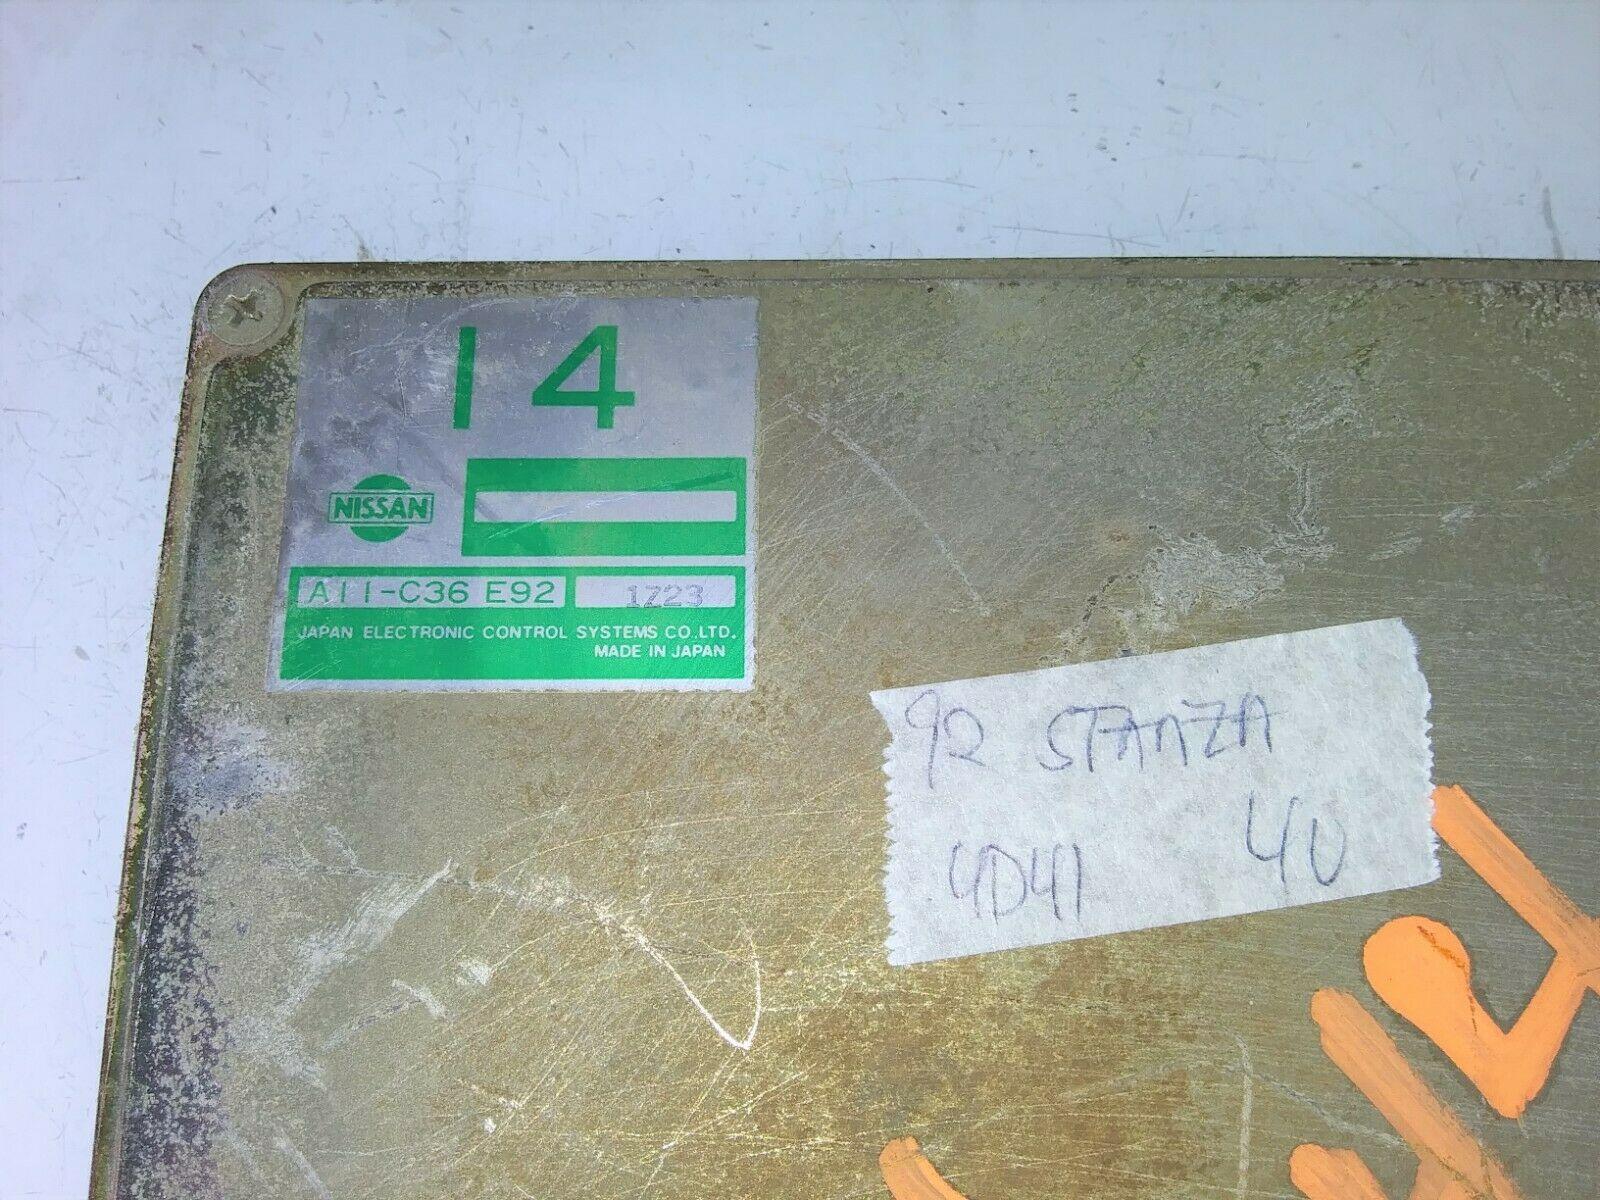 14
NISSAN
A11-C36 E92 1Z23
JAPAN ELECTRONIC CONTROL SYSTEMS CO.,LTD.
MADE IN JAPAN
92 STANZA
4D41 4U